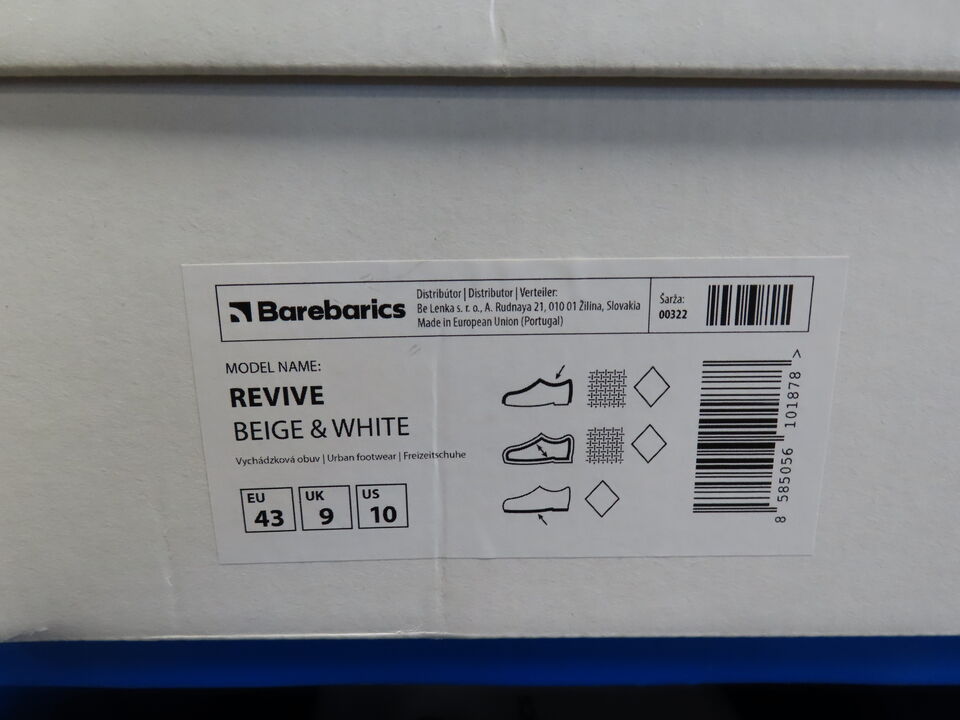 Barebarics
Distribútor | Distributor | Verteiler:
Be Lenka s. r. o., A. Rudnaya 21, 010 01 Žilina, Slovakia
Made in European Union (Portugal)
Šarža:
00322
MODEL NAME:
REVIVE
BEIGE & WHITE
Vychádzková obuv | Urban footwear | Freizeitschuhe
EU
43
UK
9
US
10
8 585056 101878 >